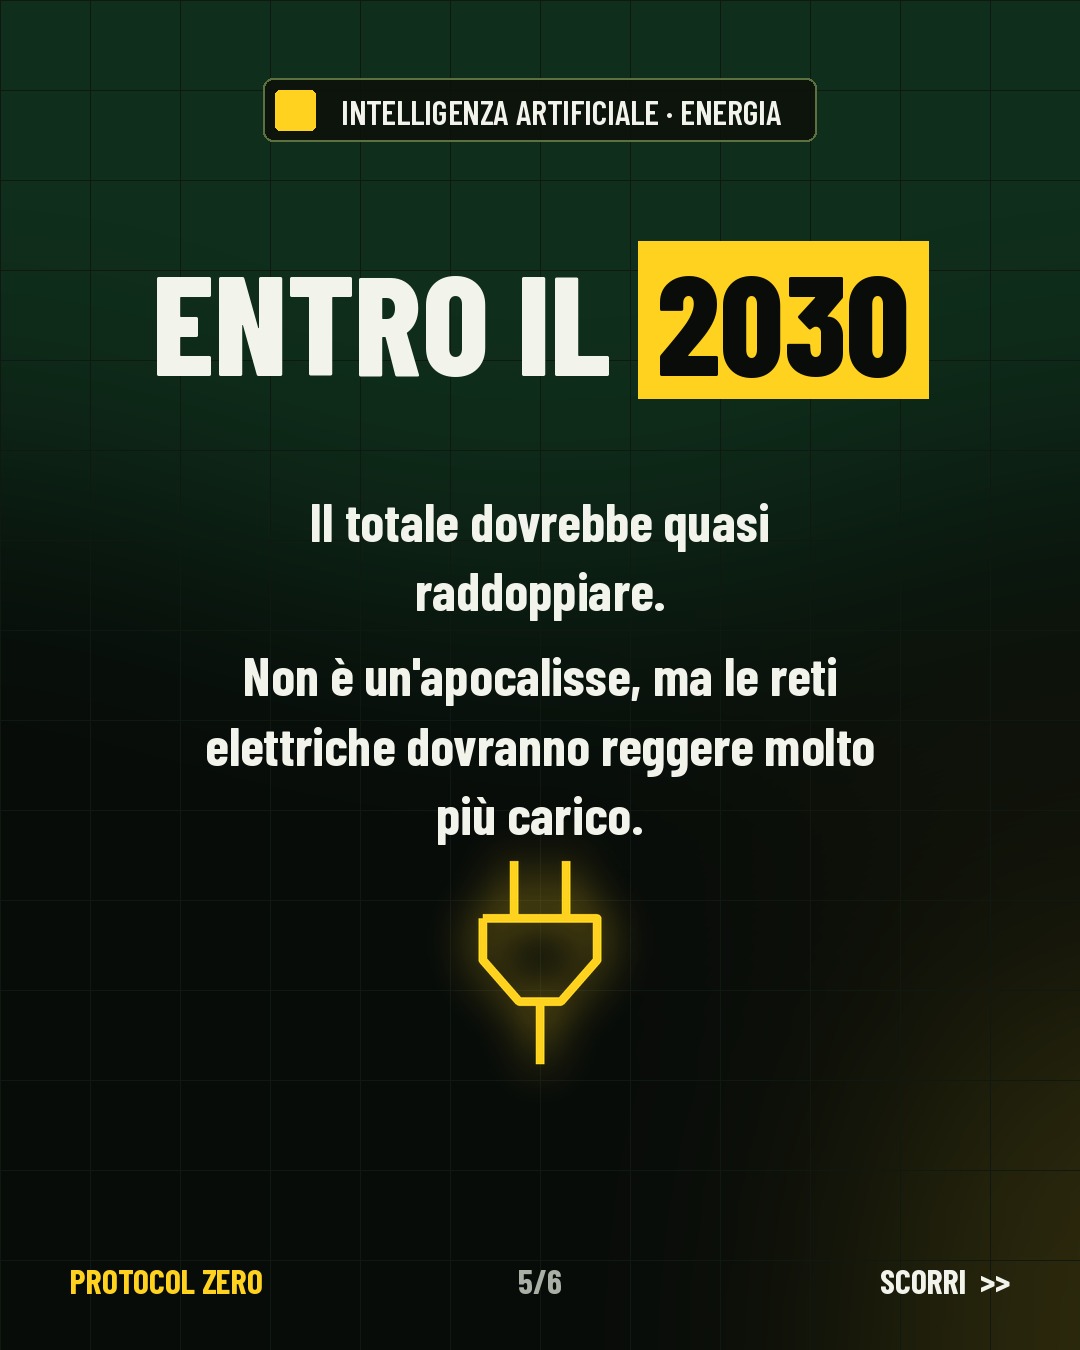 INTELLIGENZA ARTIFICIALE · ENERGIA
ENTRO IL 2030
Il totale dovrebbe quasi
raddoppiare.
Non è un'apocalisse, ma le reti
elettriche dovranno reggere molto
più carico.
PROTOCOL ZERO
5/6
SCORRI >>